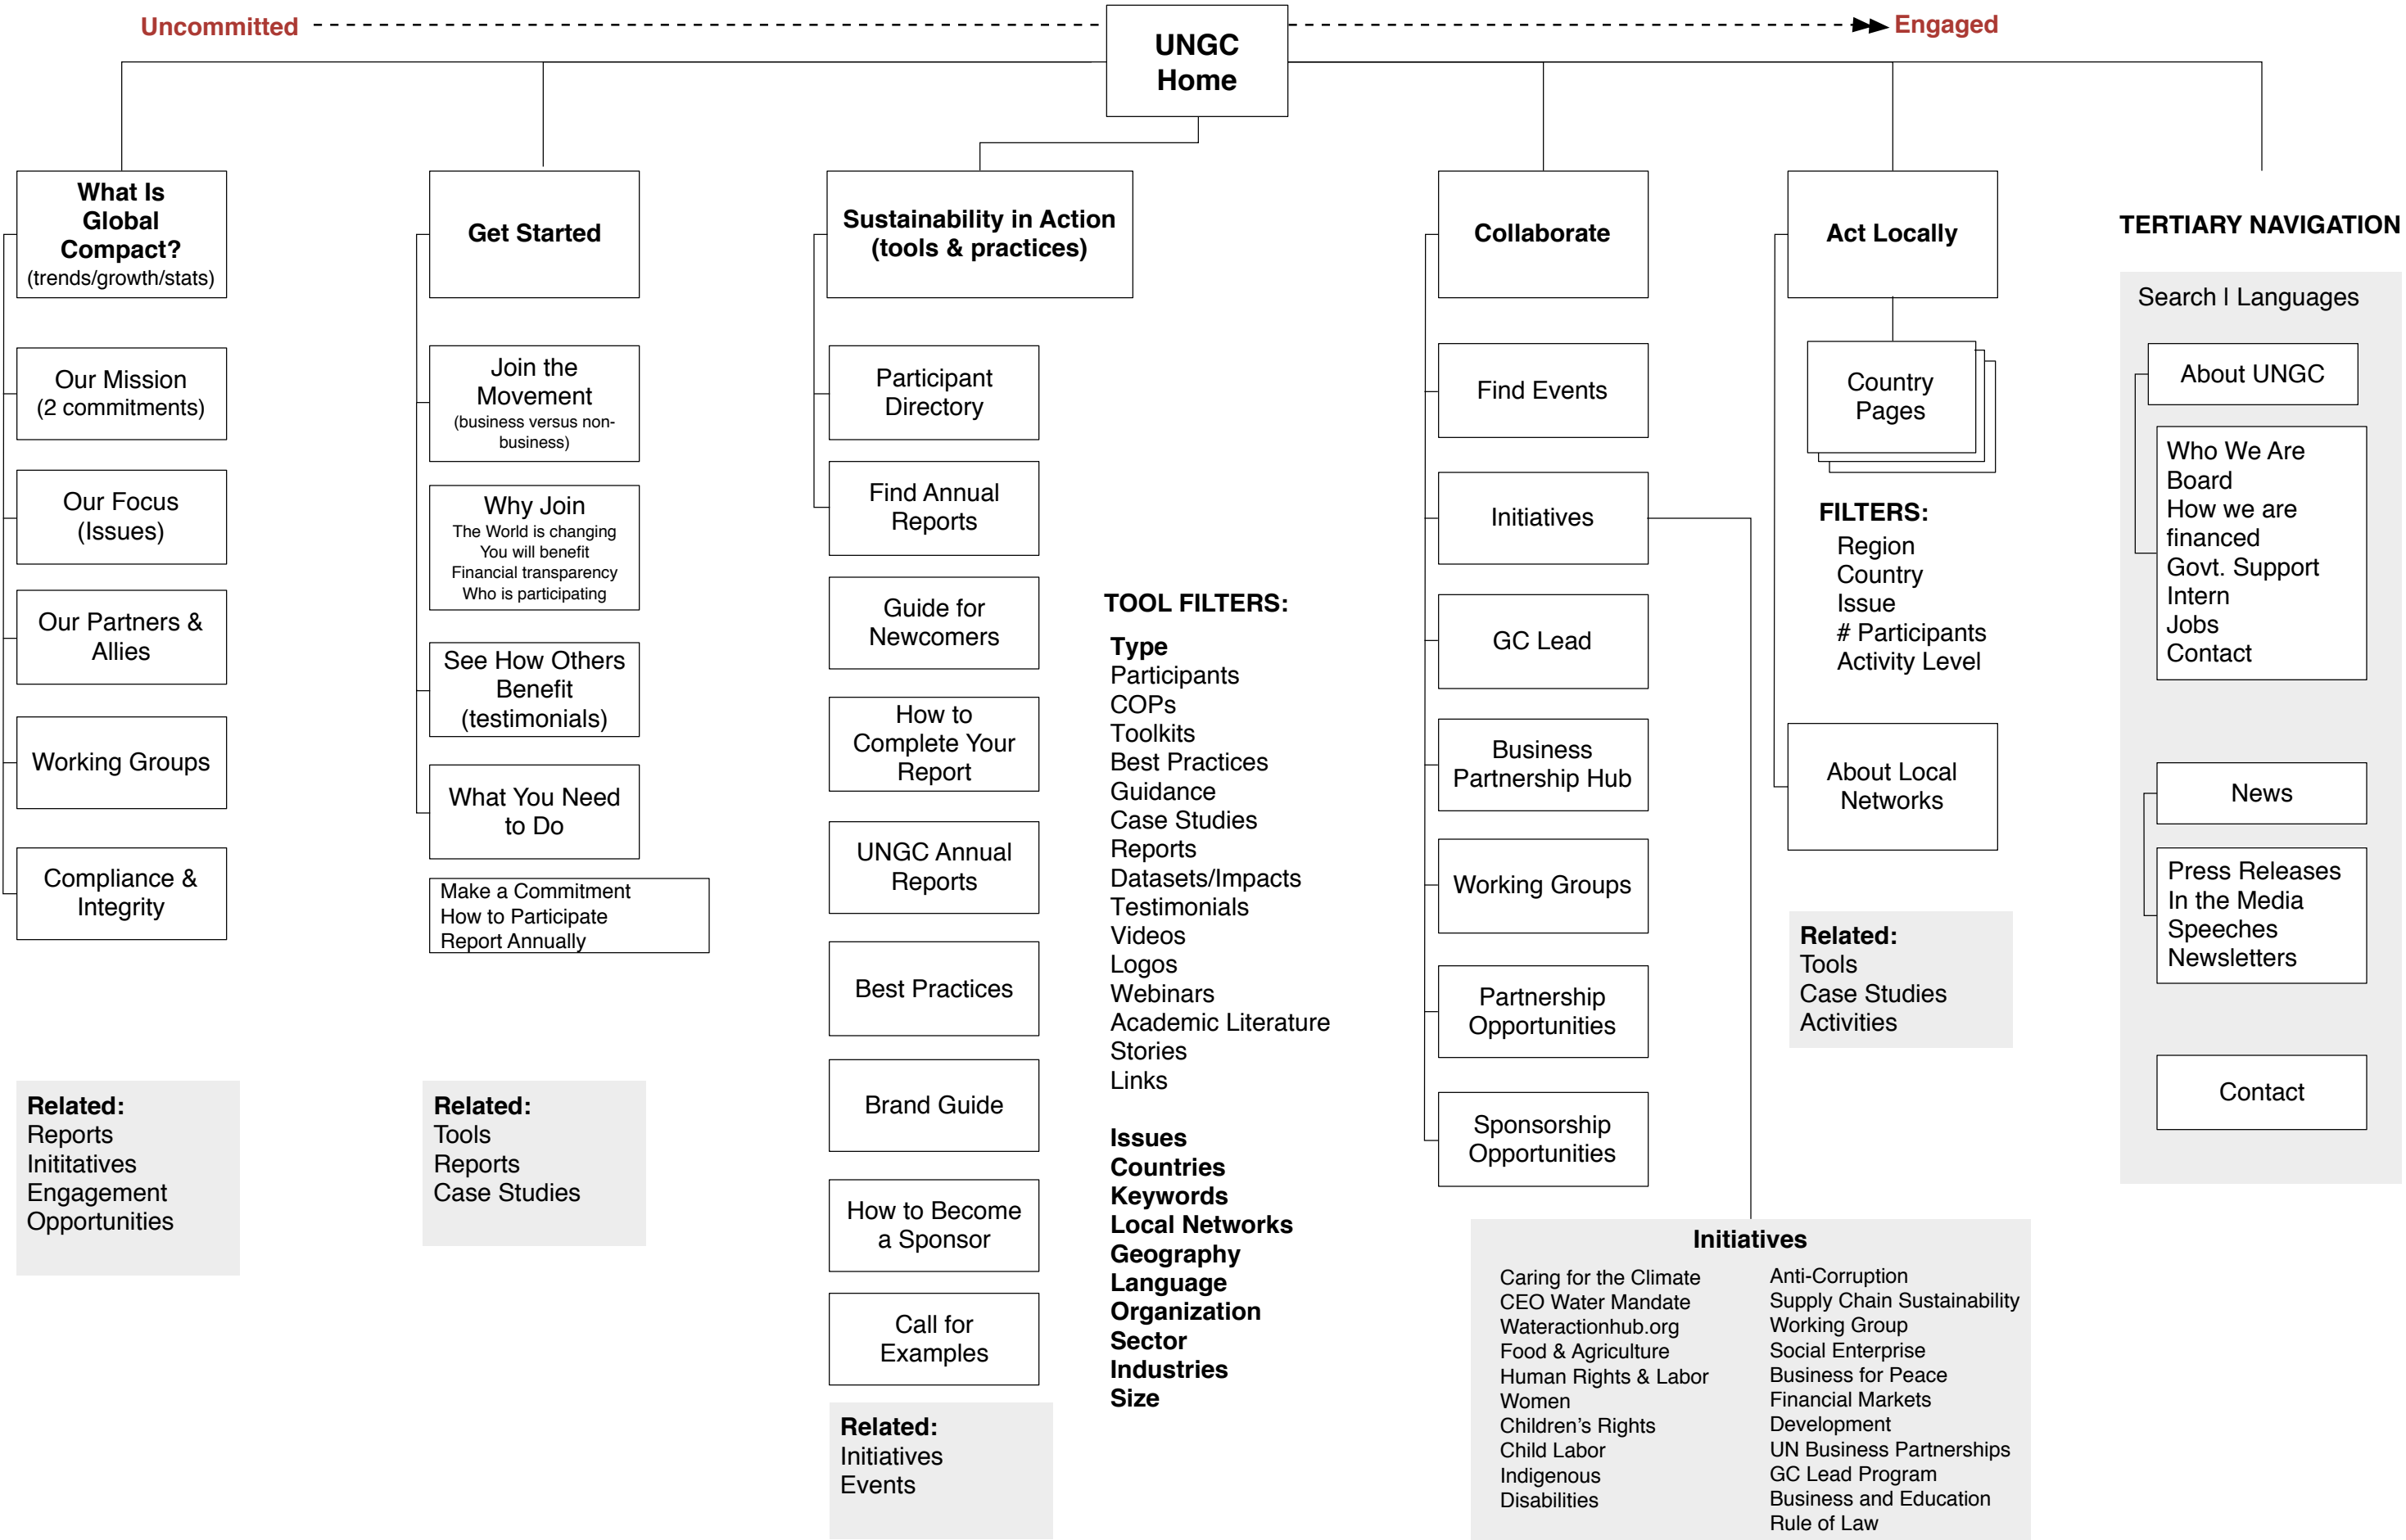 Uncommitted
Engaged
UNGC
Home
What Is
Global
Compact?
(trends/growth/stats)
Our Mission
(2 commitments)
Our Focus
(Issues)
Our Partners &
Allies
Working Groups
Compliance &
Integrity
Related:
Reports
Inititatives
Engagement
Opportunities
Get Started
Join the
Movement
(business versus non-
business)
Why Join
The World is changing
You will benefit
Financial transparency
Who is participating
See How Others
Benefit
(testimonials)
What You Need
to Do
Make a Commitment
How to Participate
Report Annually
Related:
Tools
Reports
Case Studies
Sustainability in Action
(tools & practices)
Participant
Directory
Find Annual
Reports
Guide for
Newcomers
How to
Complete Your
Report
UNGC Annual
Reports
Best Practices
Brand Guide
How to Become
a Sponsor
Call for
Examples
Related:
Initiatives
Events
TOOL FILTERS:
Type
Participants
COPs
Toolkits
Best Practices
Guidance
Case Studies
Reports
Datasets/Impacts
Testimonials
Videos
Logos
Webinars
Academic Literature
Stories
Links
Issues
Countries
Keywords
Local Networks
Geography
Language
Organization
Sector
Industries
Size
Collaborate
Find Events
Initiatives
GC Lead
Business
Partnership Hub
Working Groups
Partnership
Opportunities
Sponsorship
Opportunities
Initiatives
Caring for the Climate
CEO Water Mandate
Wateractionhub.org
Food & Agriculture
Human Rights & Labor
Women
Children's Rights
Child Labor
Indigenous
Disabilities
Anti-Corruption
Supply Chain Sustainability
Working Group
Social Enterprise
Business for Peace
Financial Markets
Development
UN Business Partnerships
GC Lead Program
Business and Education
Rule of Law
Act Locally
Country
Pages
FILTERS:
Region
Country
Issue
# Participants
Activity Level
About Local
Networks
Related:
Tools
Case Studies
Activities
TERTIARY NAVIGATION
Search | Languages
About UNGC
Who We Are
Board
How we are
financed
Govt. Support
Intern
Jobs
Contact
News
Press Releases
In the Media
Speeches
Newsletters
Contact